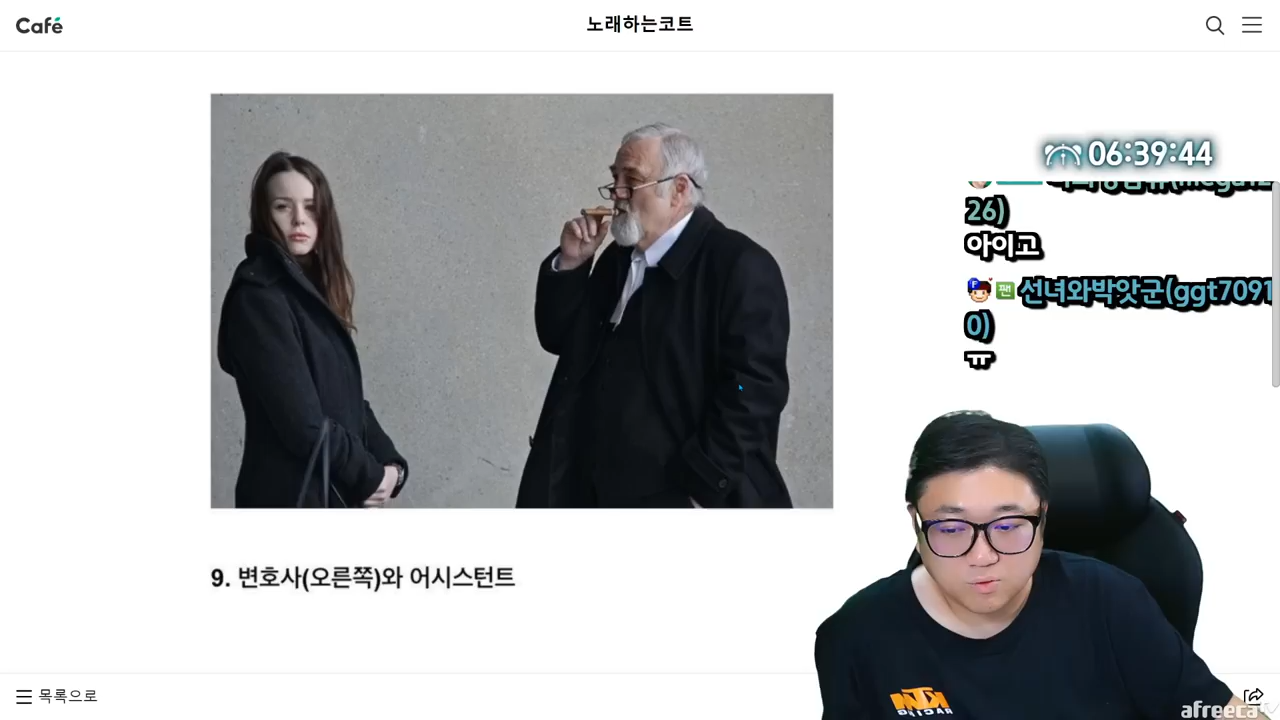 Café
노래하는코트
06:39:44
26)
아이고
팬 선녀와박앗군(ggt7091
0)
ㅠ
9. 변호사(오른쪽)와 어시스턴트
목록으로
afreecaTV